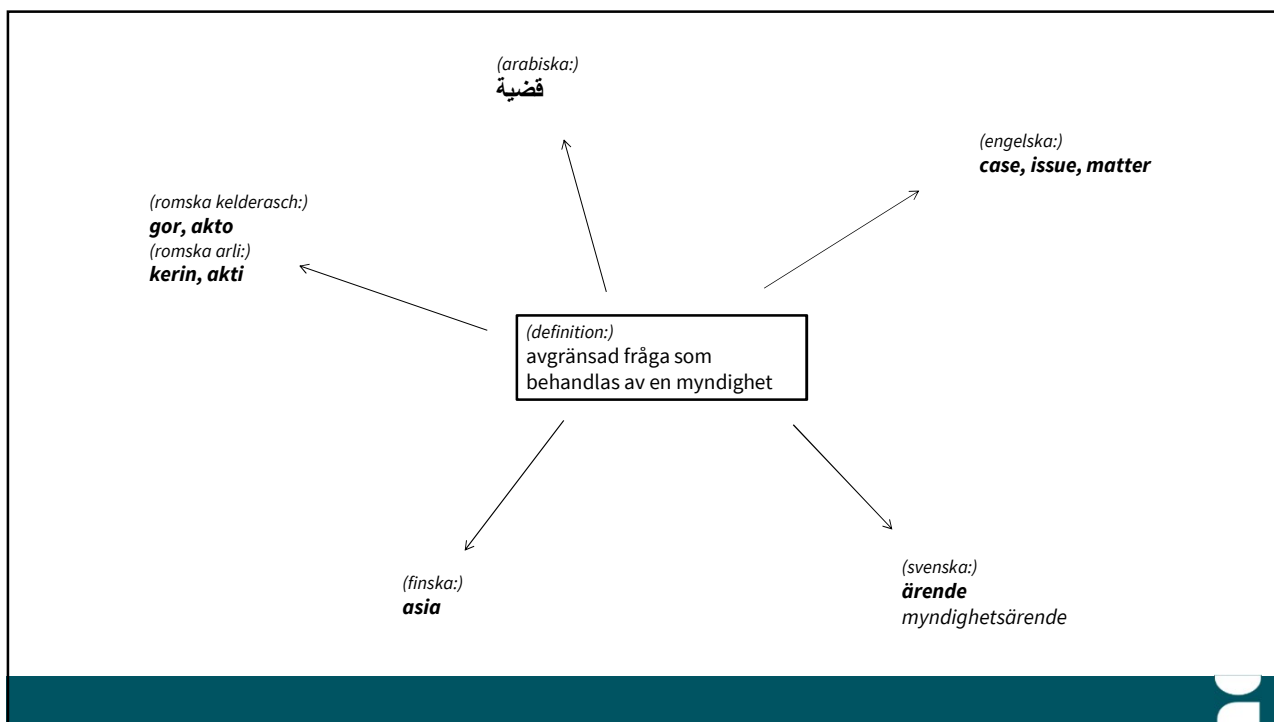 (arabiska:)
قضية
(engelska:)
case, issue, matter
(romska kelderasch:)
gor, akto
(romska arli:)
kerin, akti
(definition:)
avgränsad fråga som
behandlas av en myndighet
(finska:)
asia
(svenska:)
ärende
myndighetsärende